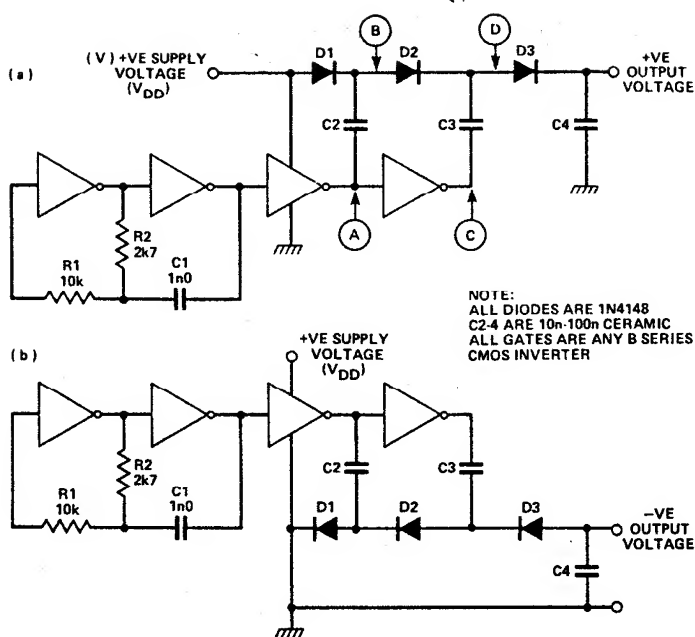 (a)
(V) +VE SUPPLY
VOLTAGE
(VDD)
D1
B
D2
D
D3
+VE
OUTPUT
VOLTAGE
C2
C3
C4
A
C
R2
2k7
R1
10k
C1
1n0
NOTE:
ALL DIODES ARE 1N4148
C2-4 ARE 10n-100n CERAMIC
ALL GATES ARE ANY B SERIES
CMOS INVERTER
(b)
+VE SUPPLY
VOLTAGE
(VDD)
R2
2k7
R1
10k
C1
1n0
C2
C3
D1
D2
D3
–VE
OUTPUT
VOLTAGE
C4